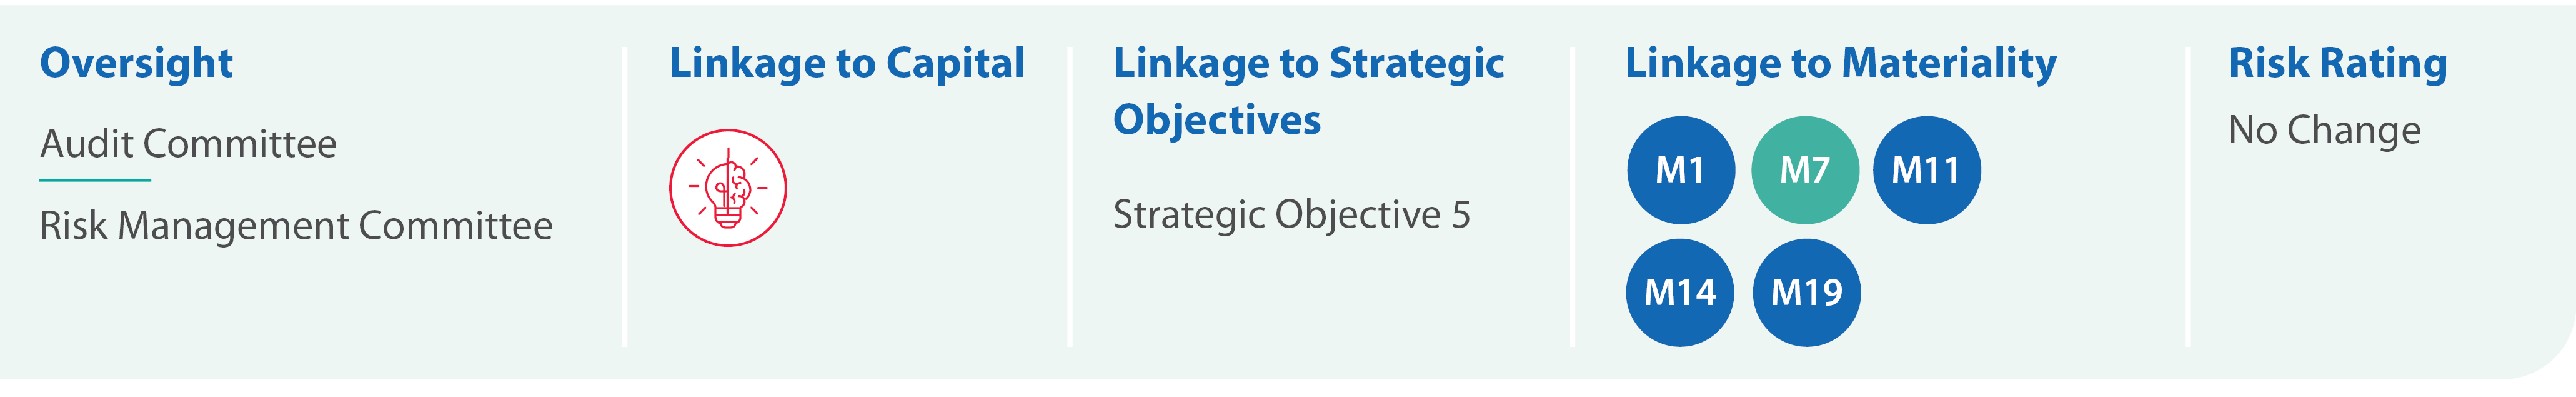 Oversight
Audit Committee
Risk Management Committee
Linkage to Capital
Linkage to Strategic
Objectives
Strategic Objective 5
Linkage to Materiality
M1 M7 M11
M14 M19
Risk Rating
No Change